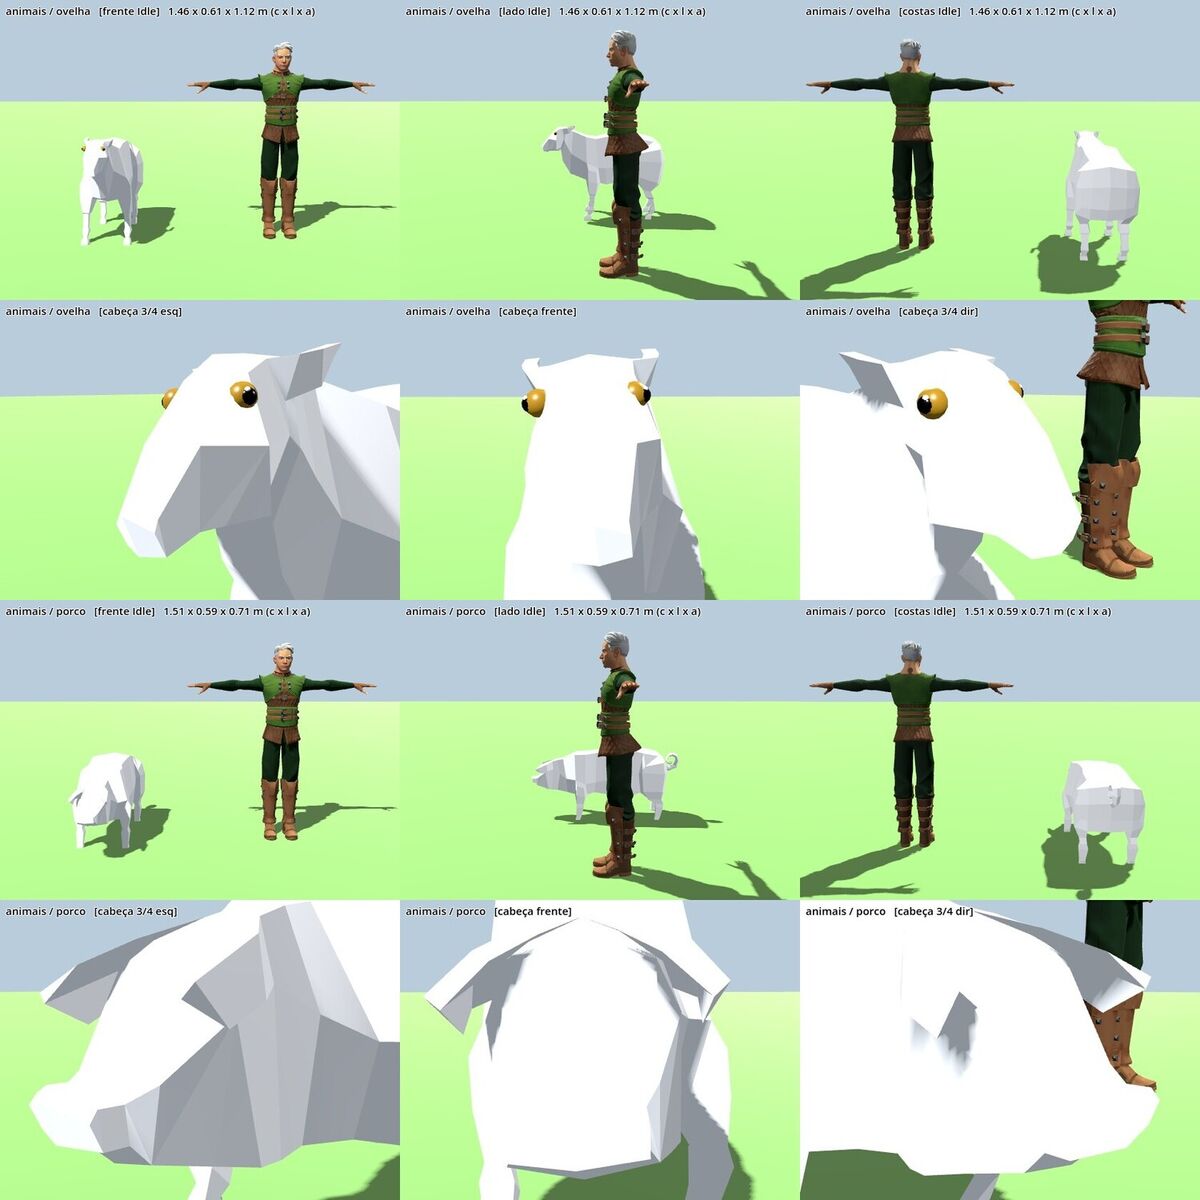 animais / ovelha [frente Idle] 1.46 x 0.61 x 1.12 m (c x l x a)
animais / ovelha [lado Idle] 1.46 x 0.61 x 1.12 m (c x l x a)
animais / ovelha [costas Idle] 1.46 x 0.61 x 1.12 m (c x l x a)
animais / ovelha [cabeça 3/4 esq]
animais / ovelha [cabeça frente]
animais / ovelha [cabeça 3/4 dir]
animais / porco [frente Idle] 1.51 x 0.59 x 0.71 m (c x l x a)
animais / porco [lado Idle] 1.51 x 0.59 x 0.71 m (c x l x a)
animais / porco [costas Idle] 1.51 x 0.59 x 0.71 m (c x l x a)
animais / porco [cabeça 3/4 esq]
animais / porco [cabeça frente]
animais / porco [cabeça 3/4 dir]